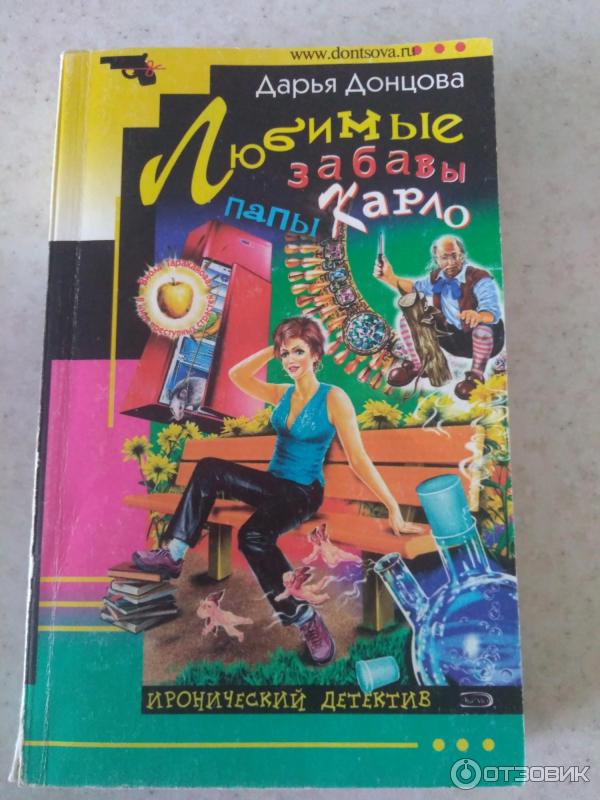 www.dontsova.ru
Дарья Донцова
Любимые
забавы
папы Карло
ИРОНИЧЕСКИЙ ДЕТЕКТИВ
ОТЗОВИК